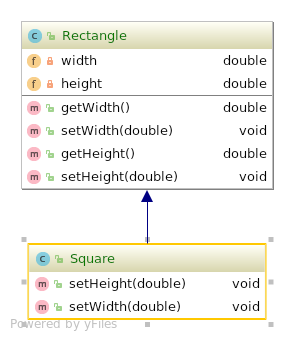 C Rectangle
f width double
f height double
m getWidth() double
m setWidth(double) void
m getHeight() double
m setHeight(double) void
C Square
m setHeight(double) void
m setWidth(double) void
Powered by yFiles